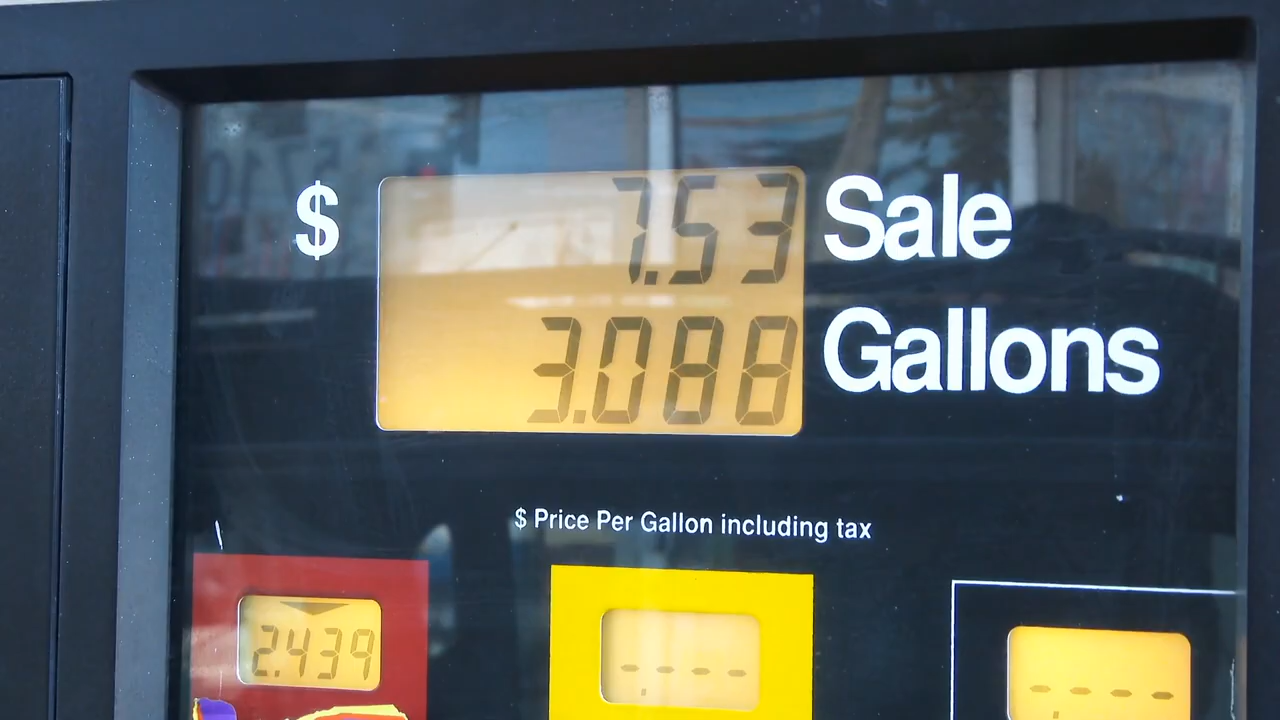 $ 7.53 Sale
3.088 Gallons
$ Price Per Gallon including tax
2.439
-.---
-.---